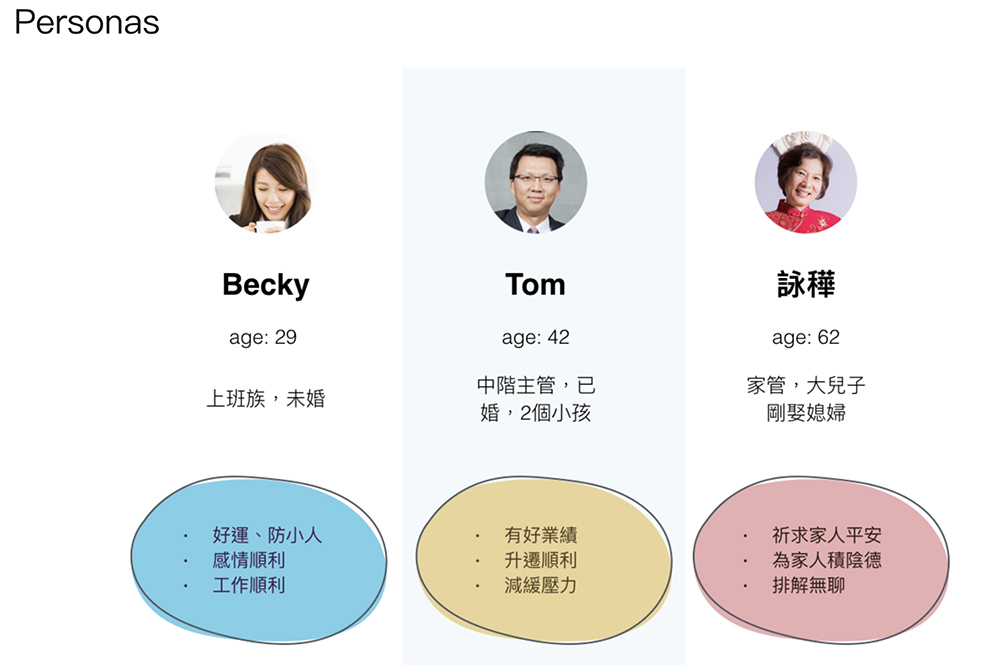 Personas
Becky
age: 29
上班族，未婚
· 好運、防小人
· 感情順利
· 工作順利
Tom
age: 42
中階主管，已
婚，2個小孩
· 有好業績
· 升遷順利
· 減緩壓力
詠樺
age: 62
家管，大兒子
剛娶媳婦
· 祈求家人平安
· 為家人積陰德
· 排解無聊